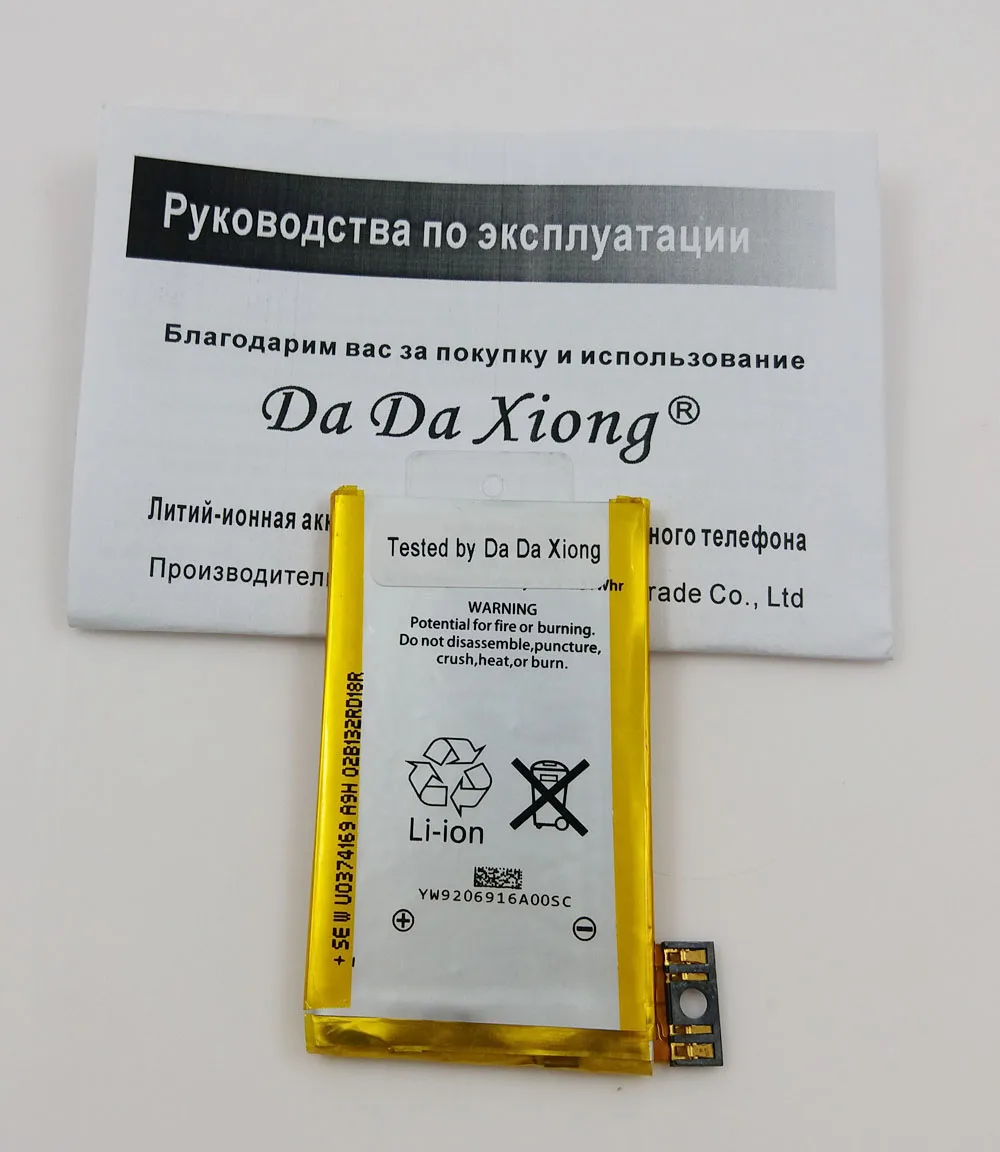 Руководства по эксплуатации
Благодарим вас за покупку и использование
Da Da Xiong®
Литий-ионная
ного телефона
rade Co., Ltd
Tested by Da Da Xiong
Whr
WARNING
Potential for fire or burning.
Do not disassemble,puncture,
crush,heat,or burn.
Li-ion
YW9206916A00SC
+ SE W U0374169 A9H 02B132RD18R